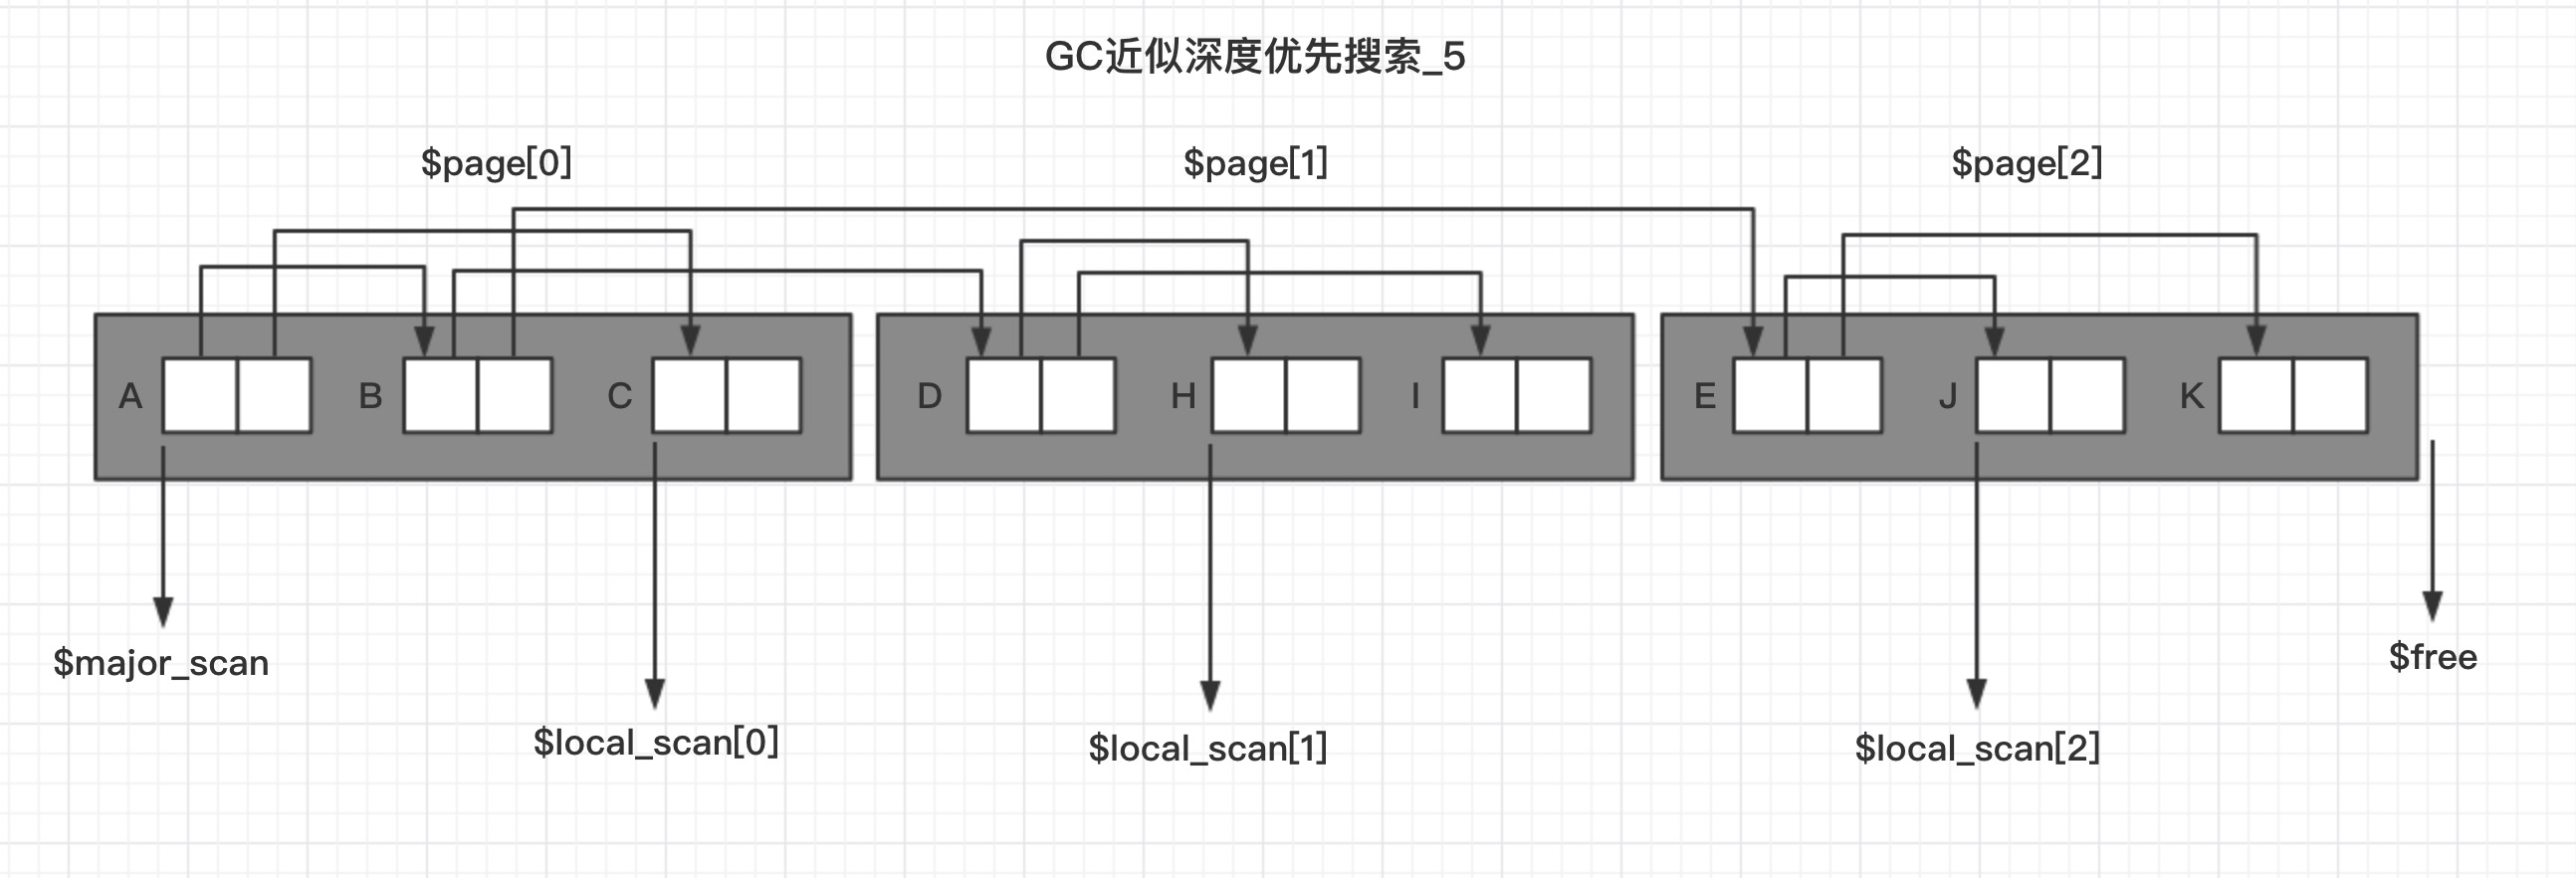 GC近似深度优先搜索_5
$page[0]
$page[1]
$page[2]
A
B
C
D
H
I
E
J
K
$major_scan
$local_scan[0]
$local_scan[1]
$local_scan[2]
$free